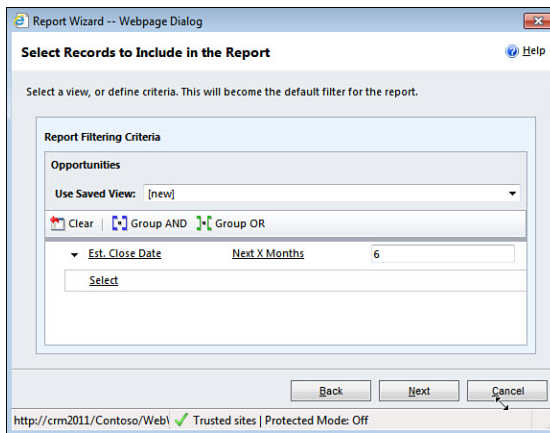 Report Wizard -- Webpage Dialog
Select Records to Include in the Report
Help
Select a view, or define criteria. This will become the default filter for the report.
Report Filtering Criteria
Opportunities
Use Saved View: [new]
Clear | Group AND Group OR
Est. Close Date Next X Months 6
Select
Back Next Cancel
http://crm2011/Contoso/Web\ Trusted sites | Protected Mode: Off